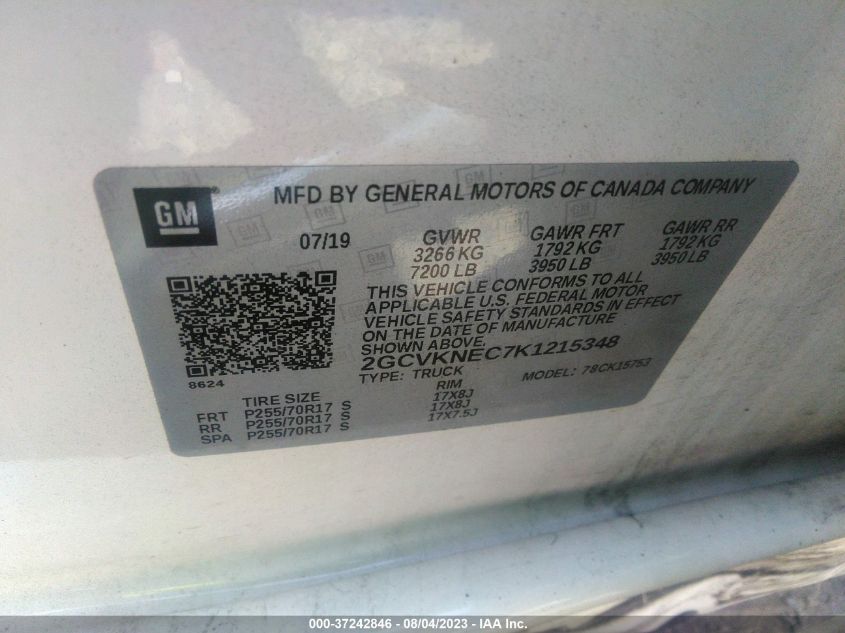 GM
MFD BY GENERAL MOTORS OF CANADA COMPANY
07/19
GVWR
3266 KG
7200 LB
GAWR FRT
1792 KG
3950 LB
GAWR RR
1792 KG
3950 LB
THIS VEHICLE CONFORMS TO ALL
APPLICABLE U.S. FEDERAL MOTOR
VEHICLE SAFETY STANDARDS IN EFFECT
ON THE DATE OF MANUFACTURE
SHOWN ABOVE.
2GCVKNEC7K1215348
TYPE: TRUCK
MODEL: 78CK15753
8624
TIRE SIZE
RIM
FRT P255/70R17 S 17X8J
RR P255/70R17 S 17X8J
SPA P255/70R17 S 17X7.5J
000-37242846 - 08/04/2023 - IAA Inc.